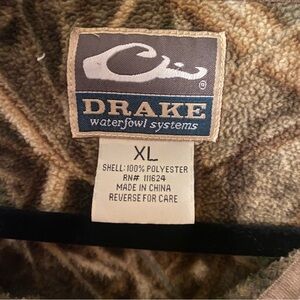 DRAKE
waterfowl systems
XL
SHELL: 100% POLYESTER
RN# 111624
MADE IN CHINA
REVERSE FOR CARE